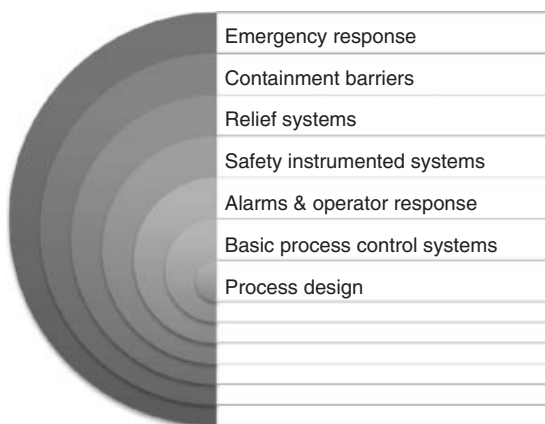 Emergency response
Containment barriers
Relief systems
Safety instrumented systems
Alarms & operator response
Basic process control systems
Process design